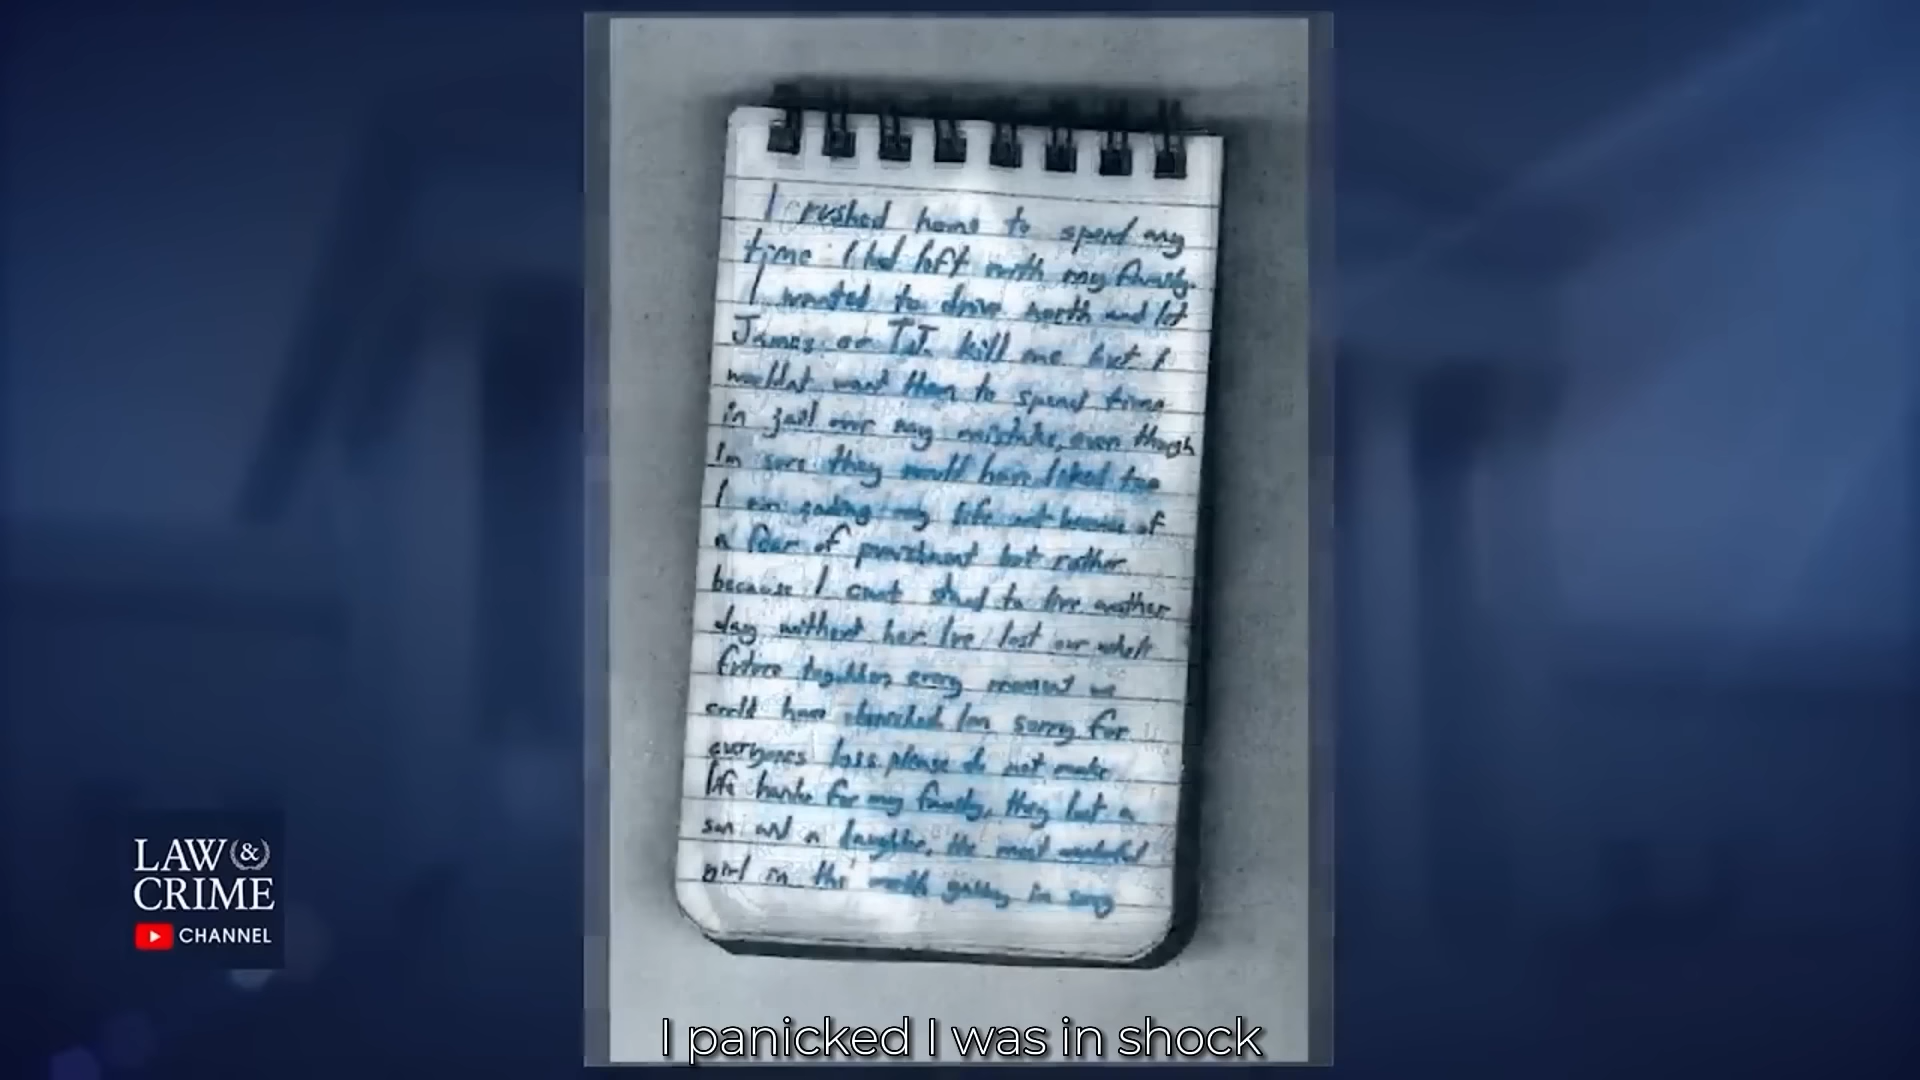 I rushed home to spend my
time I had left with my family.
I wanted to drive north and let
James or T.J. kill me but I
wouldnt want them to spend time
in jail over my mistake, even though
Im sure they would have liked too
I am ending my life not because of
a fear of punishment but rather
because I cant stand to live another
day without her. Ive lost our whole
future together, every moment we
could have cherished. Im sorry for
everyones loss. please do not make
life harder for my family, they lost a
son and a daughter. the most wonderful
girl in the world gabby im sorry
LAW &
CRIME
CHANNEL
I panicked I was in shock